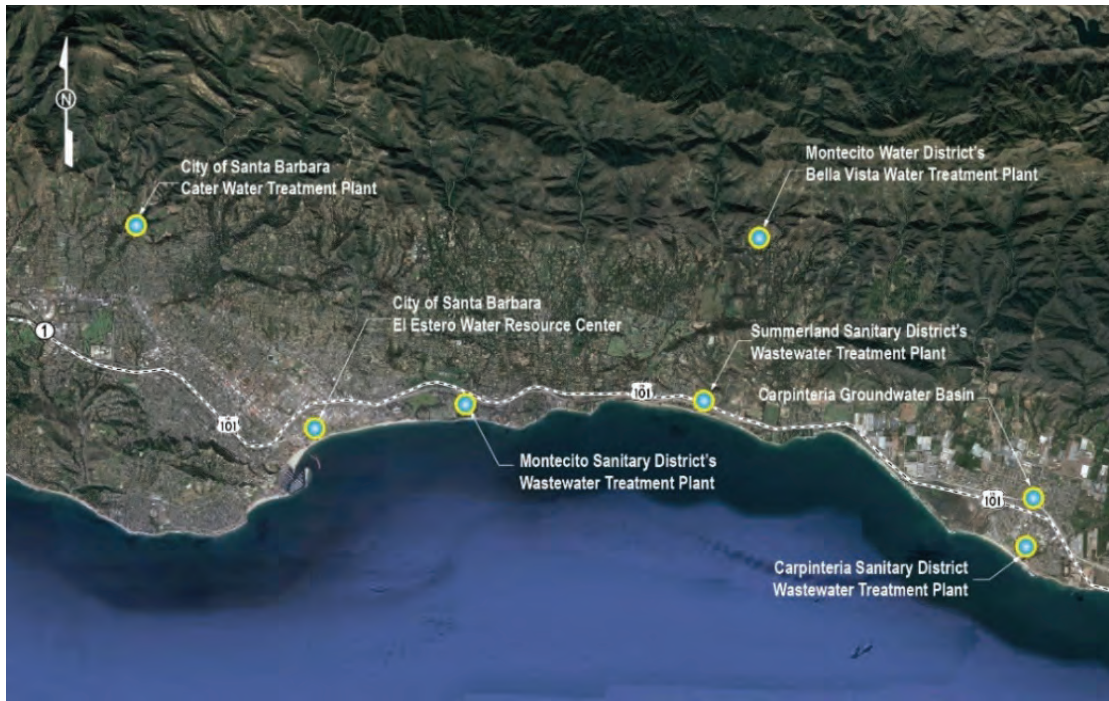 N
City of Santa Barbara
Cater Water Treatment Plant
Montecito Water District's
Bella Vista Water Treatment Plant
City of Santa Barbara
El Estero Water Resource Center
1
Summerland Sanitary District's
Wastewater Treatment Plant
101
Carpinteria Groundwater Basin
101
Montecito Sanitary District's
Wastewater Treatment Plant
101
Carpinteria Sanitary District
Wastewater Treatment Plant